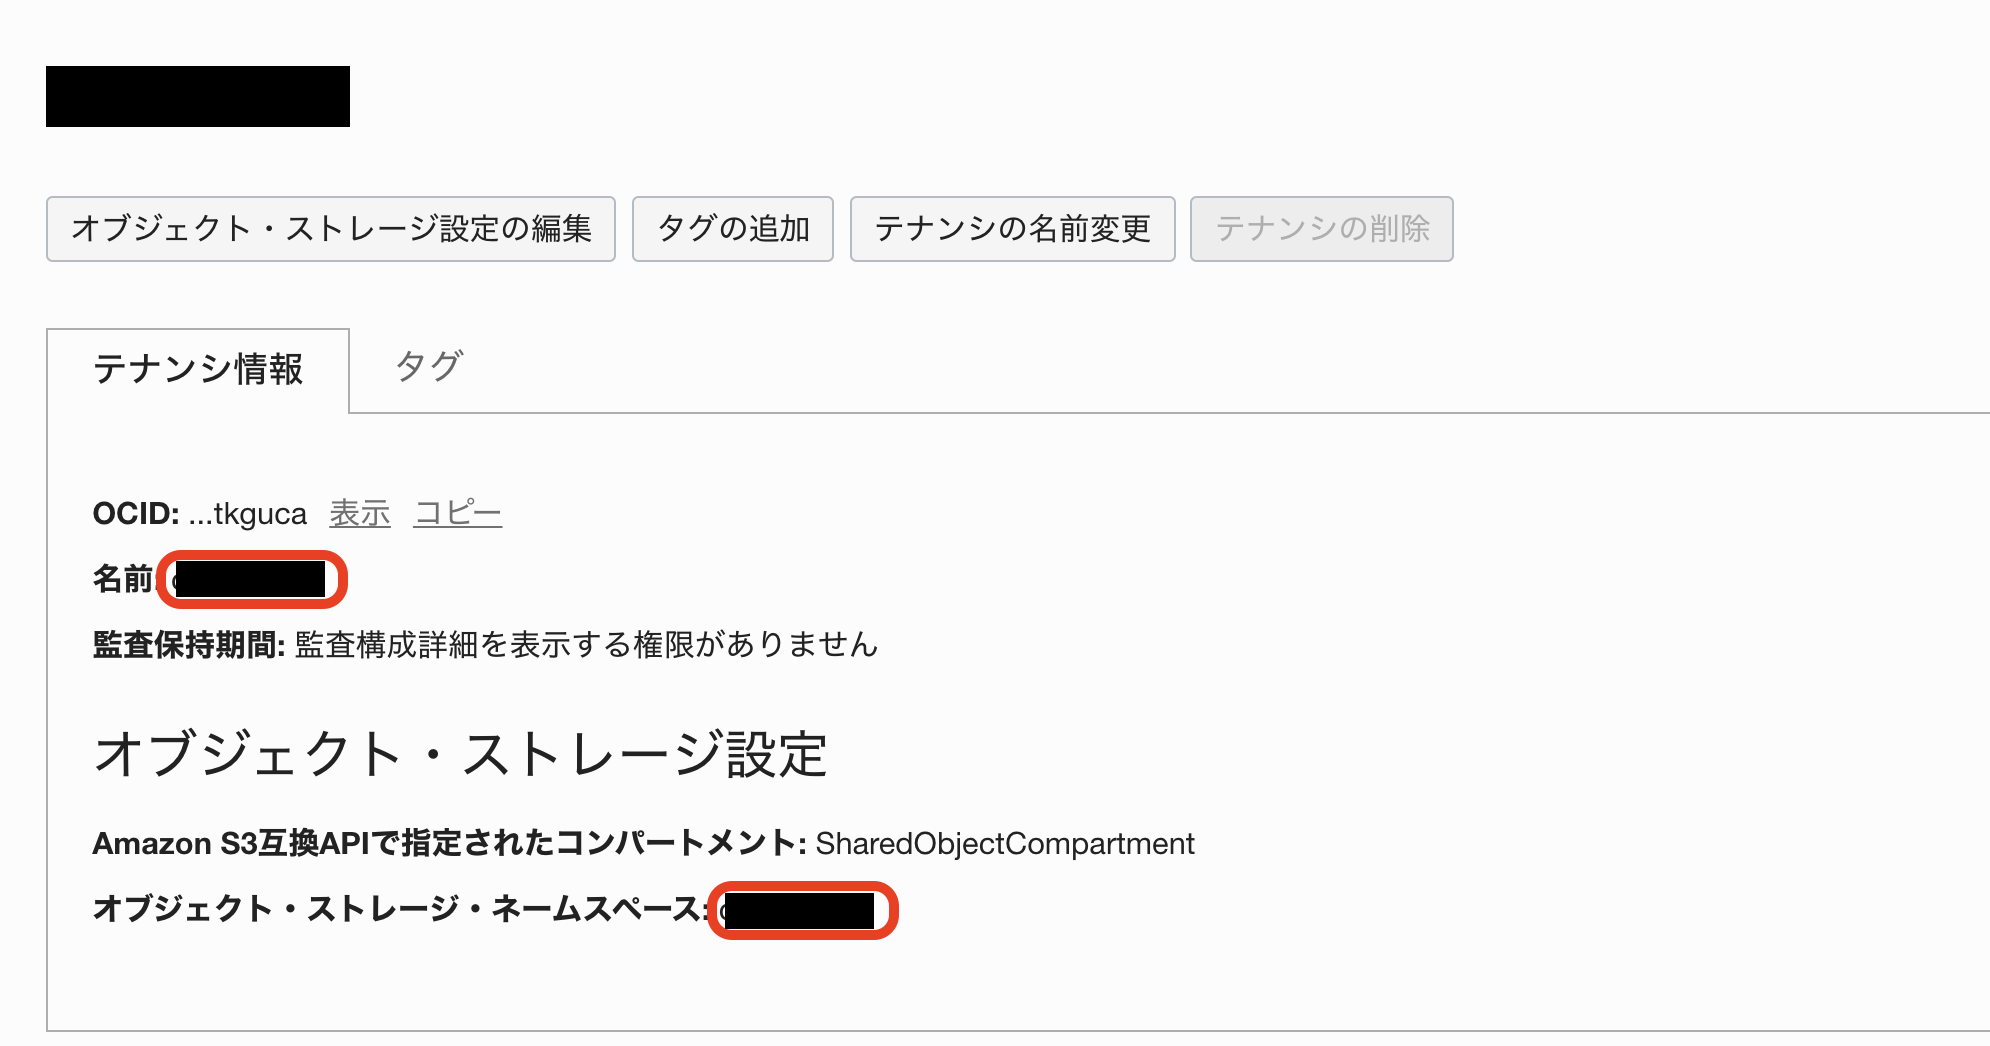 オブジェクト・ストレージ設定の編集 タグの追加 テナンシの名前変更 テナンシの削除
テナンシ情報 タグ
OCID: ...tkguca 表示 コピー
名前:
監査保持期間: 監査構成詳細を表示する権限がありません
オブジェクト・ストレージ設定
Amazon S3互換APIで指定されたコンパートメント: SharedObjectCompartment
オブジェクト・ストレージ・ネームスペース: